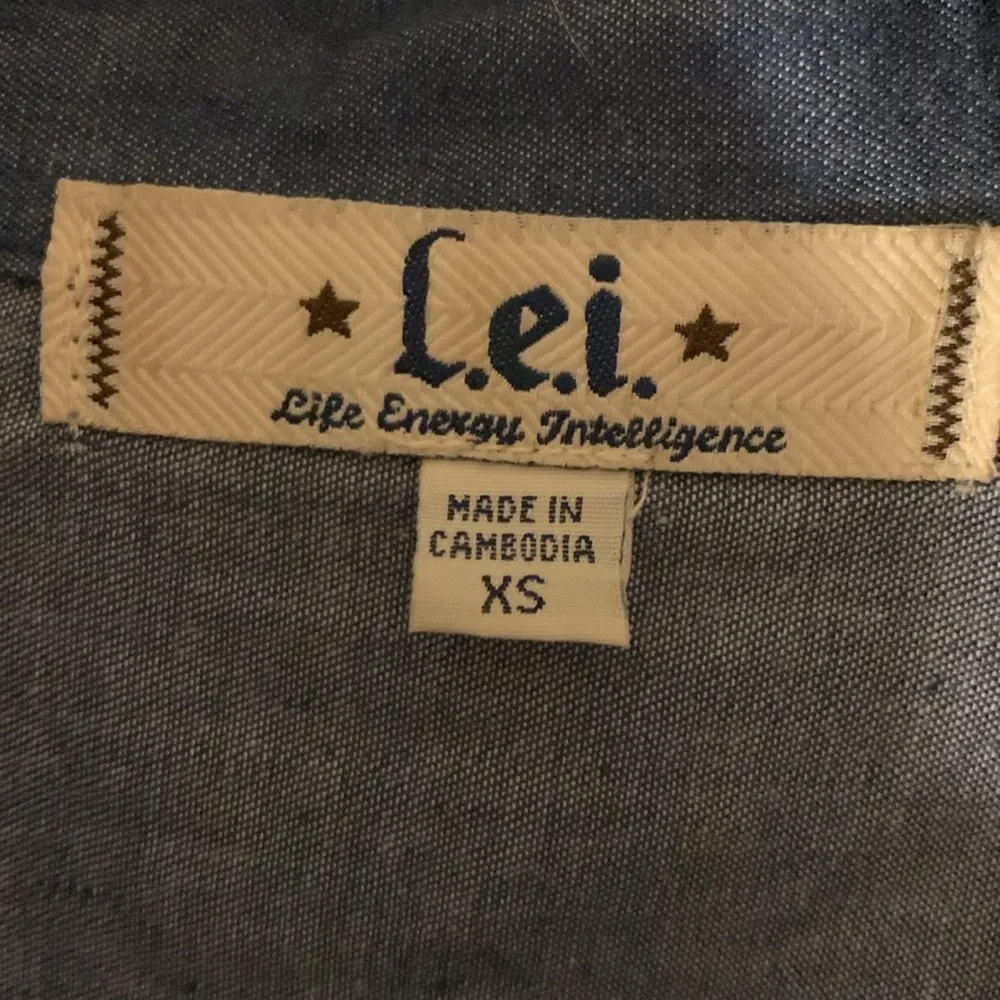 l.e.i.
Life Energy Intelligence
MADE IN
CAMBODIA
XS